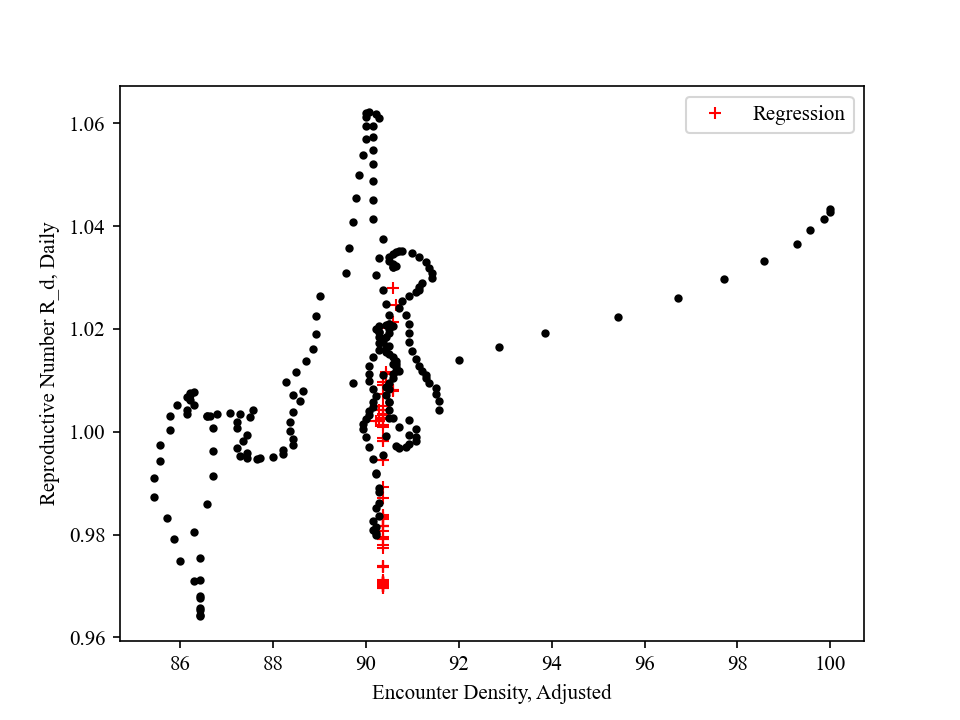 Regression
1.06
1.04
1.02
1.00
0.98
0.96
Reproductive Number R_d, Daily
86 88 90 92 94 96 98 100
Encounter Density, Adjusted